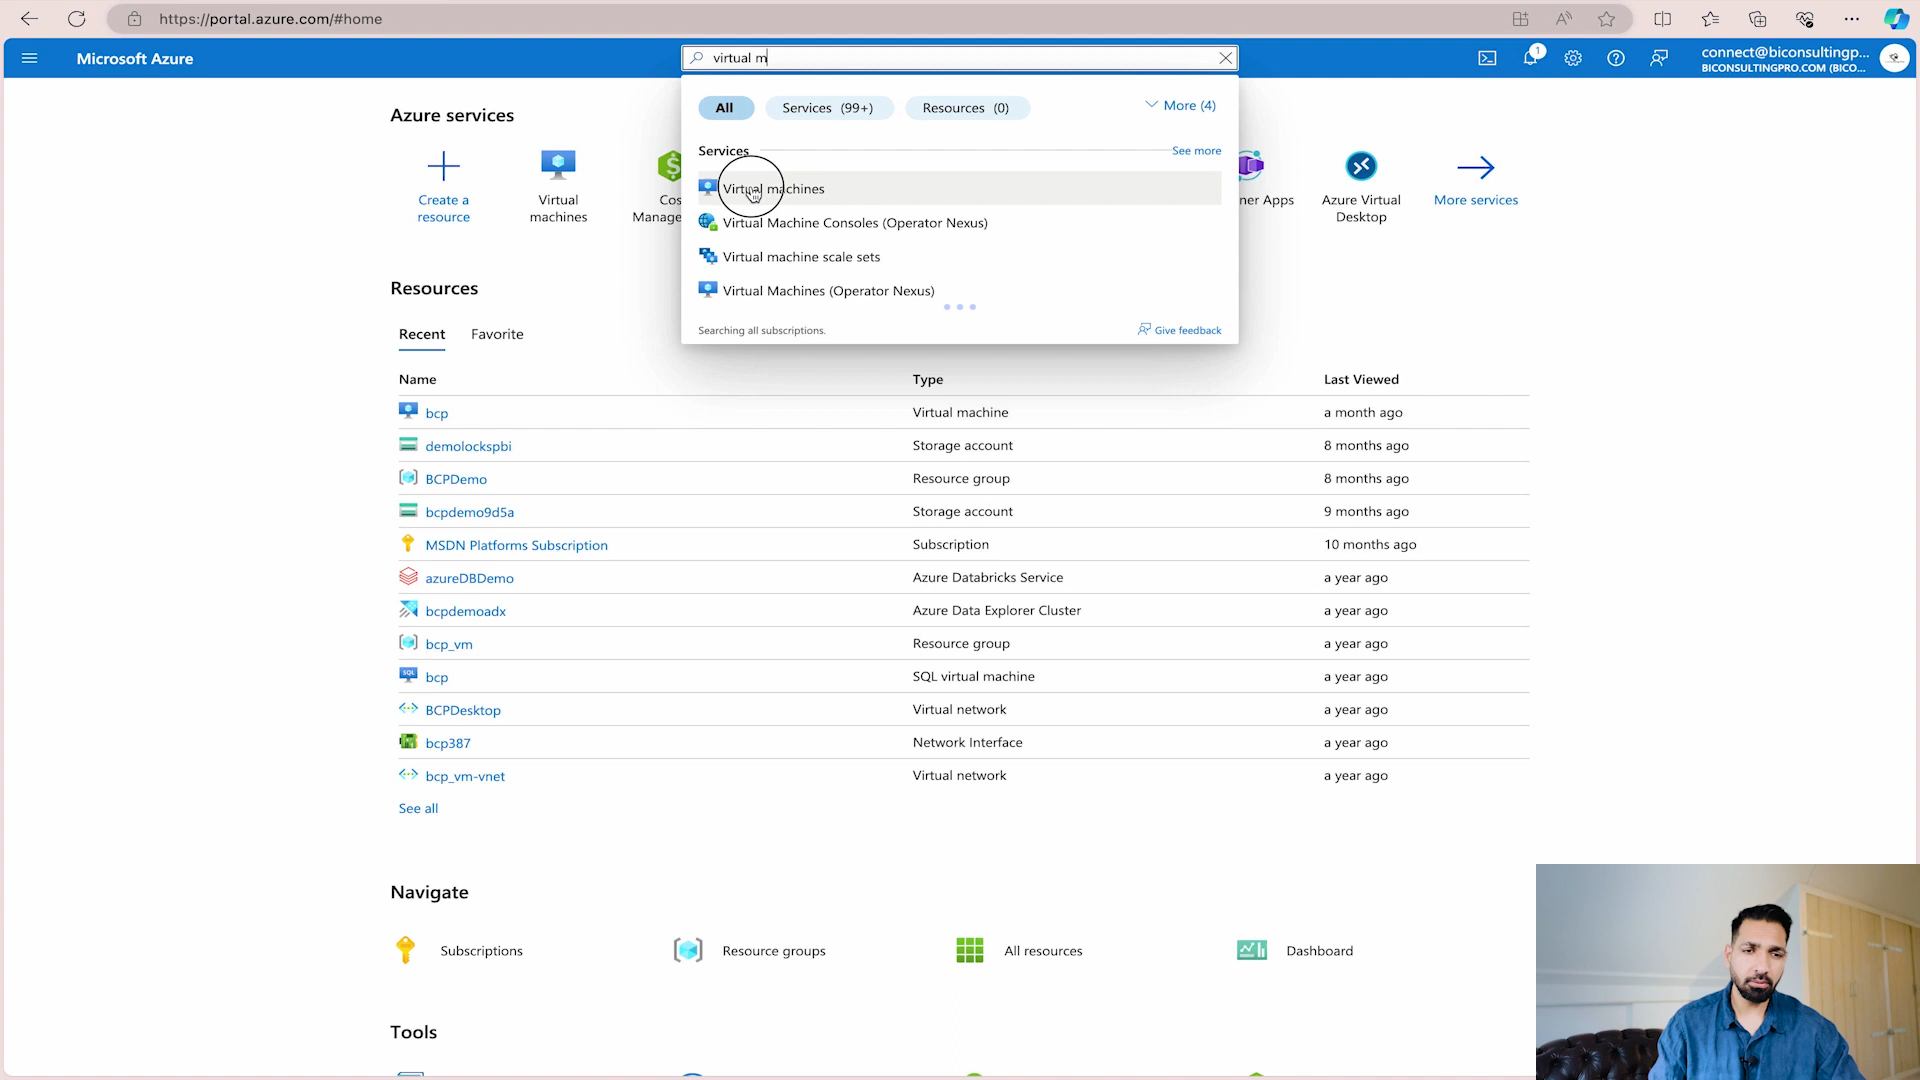 https://portal.azure.com/#home
Microsoft Azure
virtual m
1
connect@biconsultingp...
BICONSULTINGPRO.COM (BICO...
All
Services (99+)
Resources (0)
More (4)
Services
See more
Virtual machines
Virtual Machine Consoles (Operator Nexus)
Virtual machine scale sets
Virtual Machines (Operator Nexus)
Searching all subscriptions.
Give feedback
Azure services
Create a
resource
Virtual
machines
Cos
Manage
ner Apps
Azure Virtual
Desktop
More services
Resources
Recent
Favorite
Name Type Last Viewed
bcp Virtual machine a month ago
demolockspbi Storage account 8 months ago
BCPDemo Resource group 8 months ago
bcpdemo9d5a Storage account 9 months ago
MSDN Platforms Subscription Subscription 10 months ago
azureDBDemo Azure Databricks Service a year ago
bcpdemoadx Azure Data Explorer Cluster a year ago
bcp_vm Resource group a year ago
SQL bcp SQL virtual machine a year ago
BCPDesktop Virtual network a year ago
bcp387 Network Interface a year ago
bcp_vm-vnet Virtual network a year ago
See all
Navigate
Subscriptions
Resource groups
All resources
Dashboard
Tools